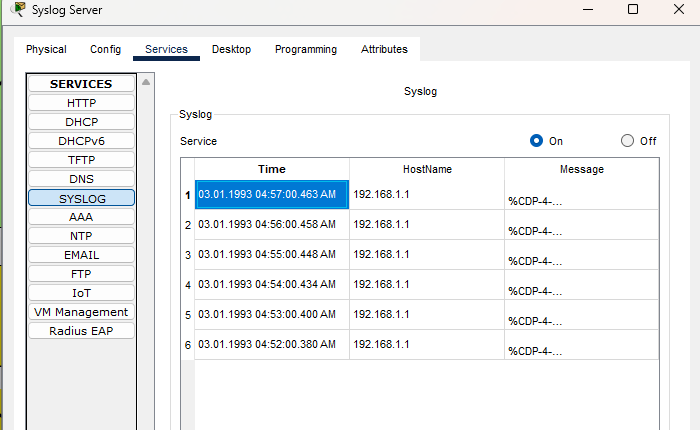 Syslog Server
Physical Config Services Desktop Programming Attributes
SERVICES
HTTP
DHCP
DHCPv6
TFTP
DNS
SYSLOG
AAA
NTP
EMAIL
FTP
IoT
VM Management
Radius EAP
Syslog
Syslog
Service On Off
Time HostName Message
1 03.01.1993 04:57:00.463 AM 192.168.1.1 %CDP-4-...
2 03.01.1993 04:56:00.458 AM 192.168.1.1 %CDP-4-...
3 03.01.1993 04:55:00.448 AM 192.168.1.1 %CDP-4-...
4 03.01.1993 04:54:00.434 AM 192.168.1.1 %CDP-4-...
5 03.01.1993 04:53:00.400 AM 192.168.1.1 %CDP-4-...
6 03.01.1993 04:52:00.380 AM 192.168.1.1 %CDP-4-...